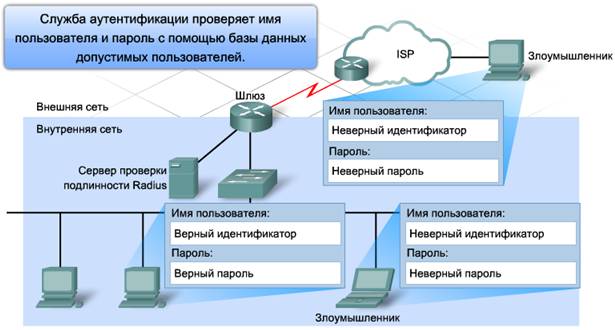 Служба аутентификации проверяет имя
пользователя и пароль с помощью базы данных
допустимых пользователей.
ISP
Злоумышленник
Шлюз
Внешняя сеть
Внутренняя сеть
Имя пользователя:
Неверный идентификатор
Пароль:
Неверный пароль
Сервер проверки
подлинности Radius
Имя пользователя:
Верный идентификатор
Пароль:
Верный пароль
Имя пользователя:
Неверный идентификатор
Пароль:
Неверный пароль
Злоумышленник